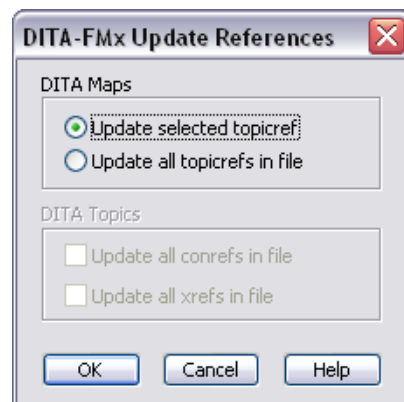 DITA-FMx Update References
DITA Maps
Update selected topicref
Update all topicrefs in file
DITA Topics
Update all conrefs in file
Update all xrefs in file
OK Cancel Help